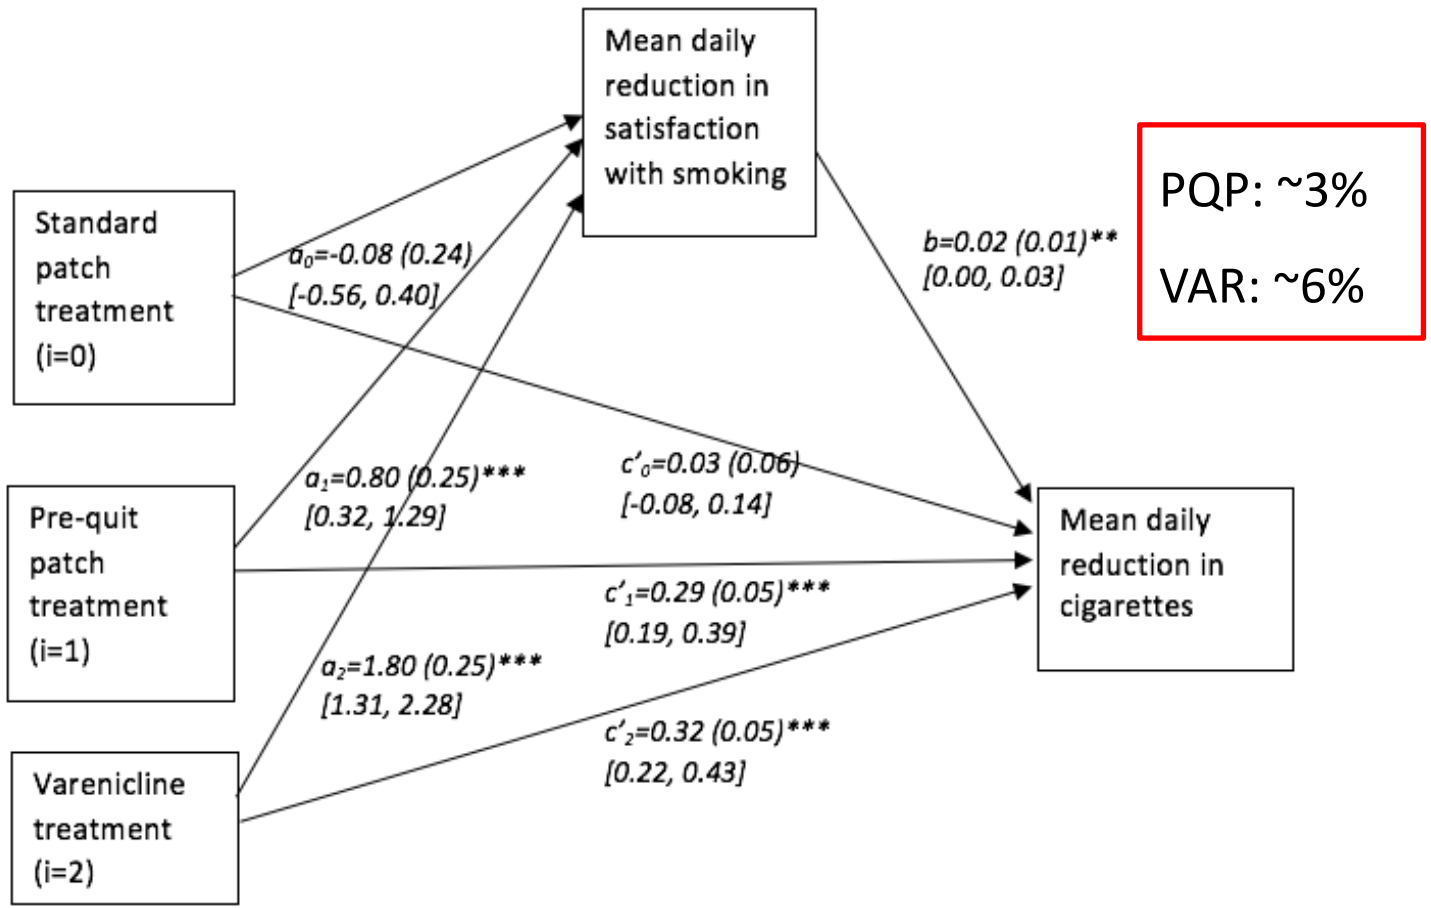 Mean daily
reduction in
satisfaction
with smoking
Standard
patch
treatment
(i=0)
a₀=-0.08 (0.24)
[-0.56, 0.40]
b=0.02 (0.01)**
[0.00, 0.03]
PQP: ~3%
VAR: ~6%
Pre-quit
patch
treatment
(i=1)
a₁=0.80 (0.25)***
[0.32, 1.29]
c’₀=0.03 (0.06)
[-0.08, 0.14]
Mean daily
reduction in
cigarettes
c’₁=0.29 (0.05)***
[0.19, 0.39]
Varenicline
treatment
(i=2)
a₂=1.80 (0.25)***
[1.31, 2.28]
c’₂=0.32 (0.05)***
[0.22, 0.43]